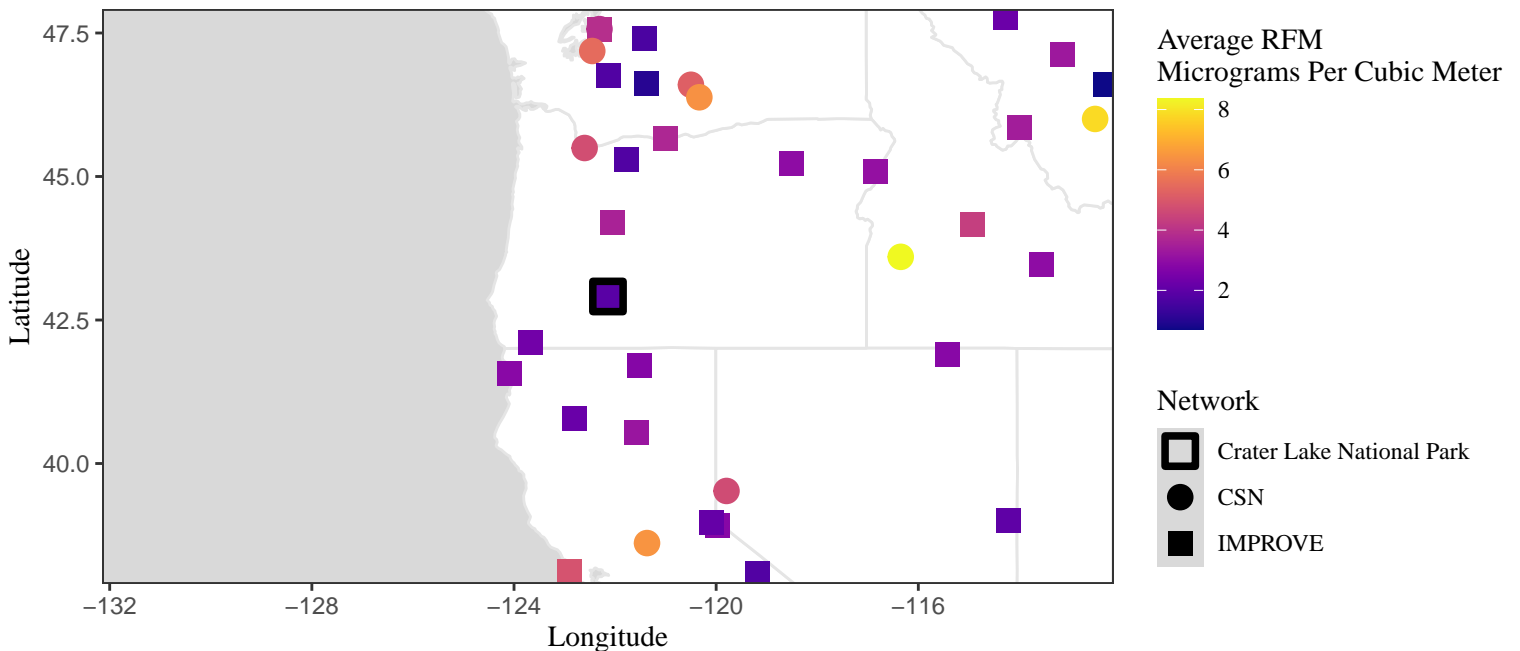 47.5
45.0
42.5
40.0
Latitude
−132
−128
−124
−120
−116
Longitude
Average RFM
Micrograms Per Cubic Meter
8
6
4
2
Network
Crater Lake National Park
CSN
IMPROVE